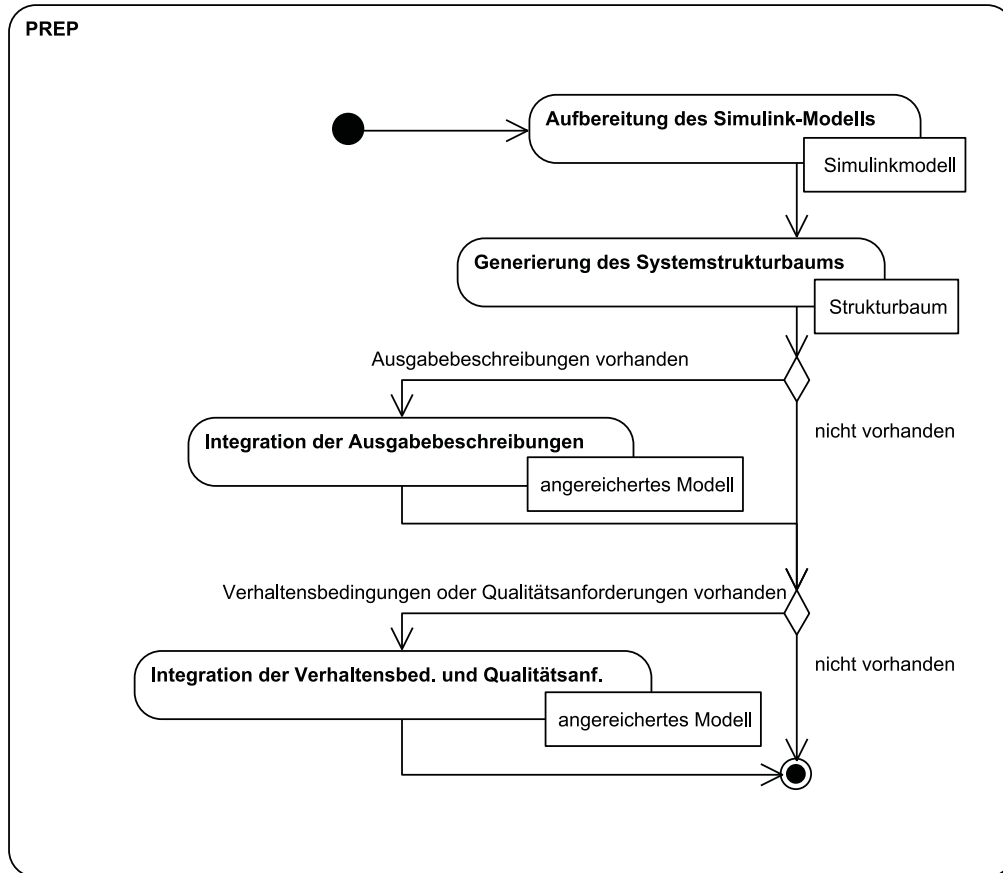 PREP
Aufbereitung des Simulink-Modells
Simulinkmodell
Generierung des Systemstrukturbaums
Strukturbaum
Ausgabebeschreibungen vorhanden
nicht vorhanden
Integration der Ausgabebeschreibungen
angereichertes Modell
Verhaltensbedingungen oder Qualitätsanforderungen vorhanden
nicht vorhanden
Integration der Verhaltensbed. und Qualitätsanf.
angereichertes Modell